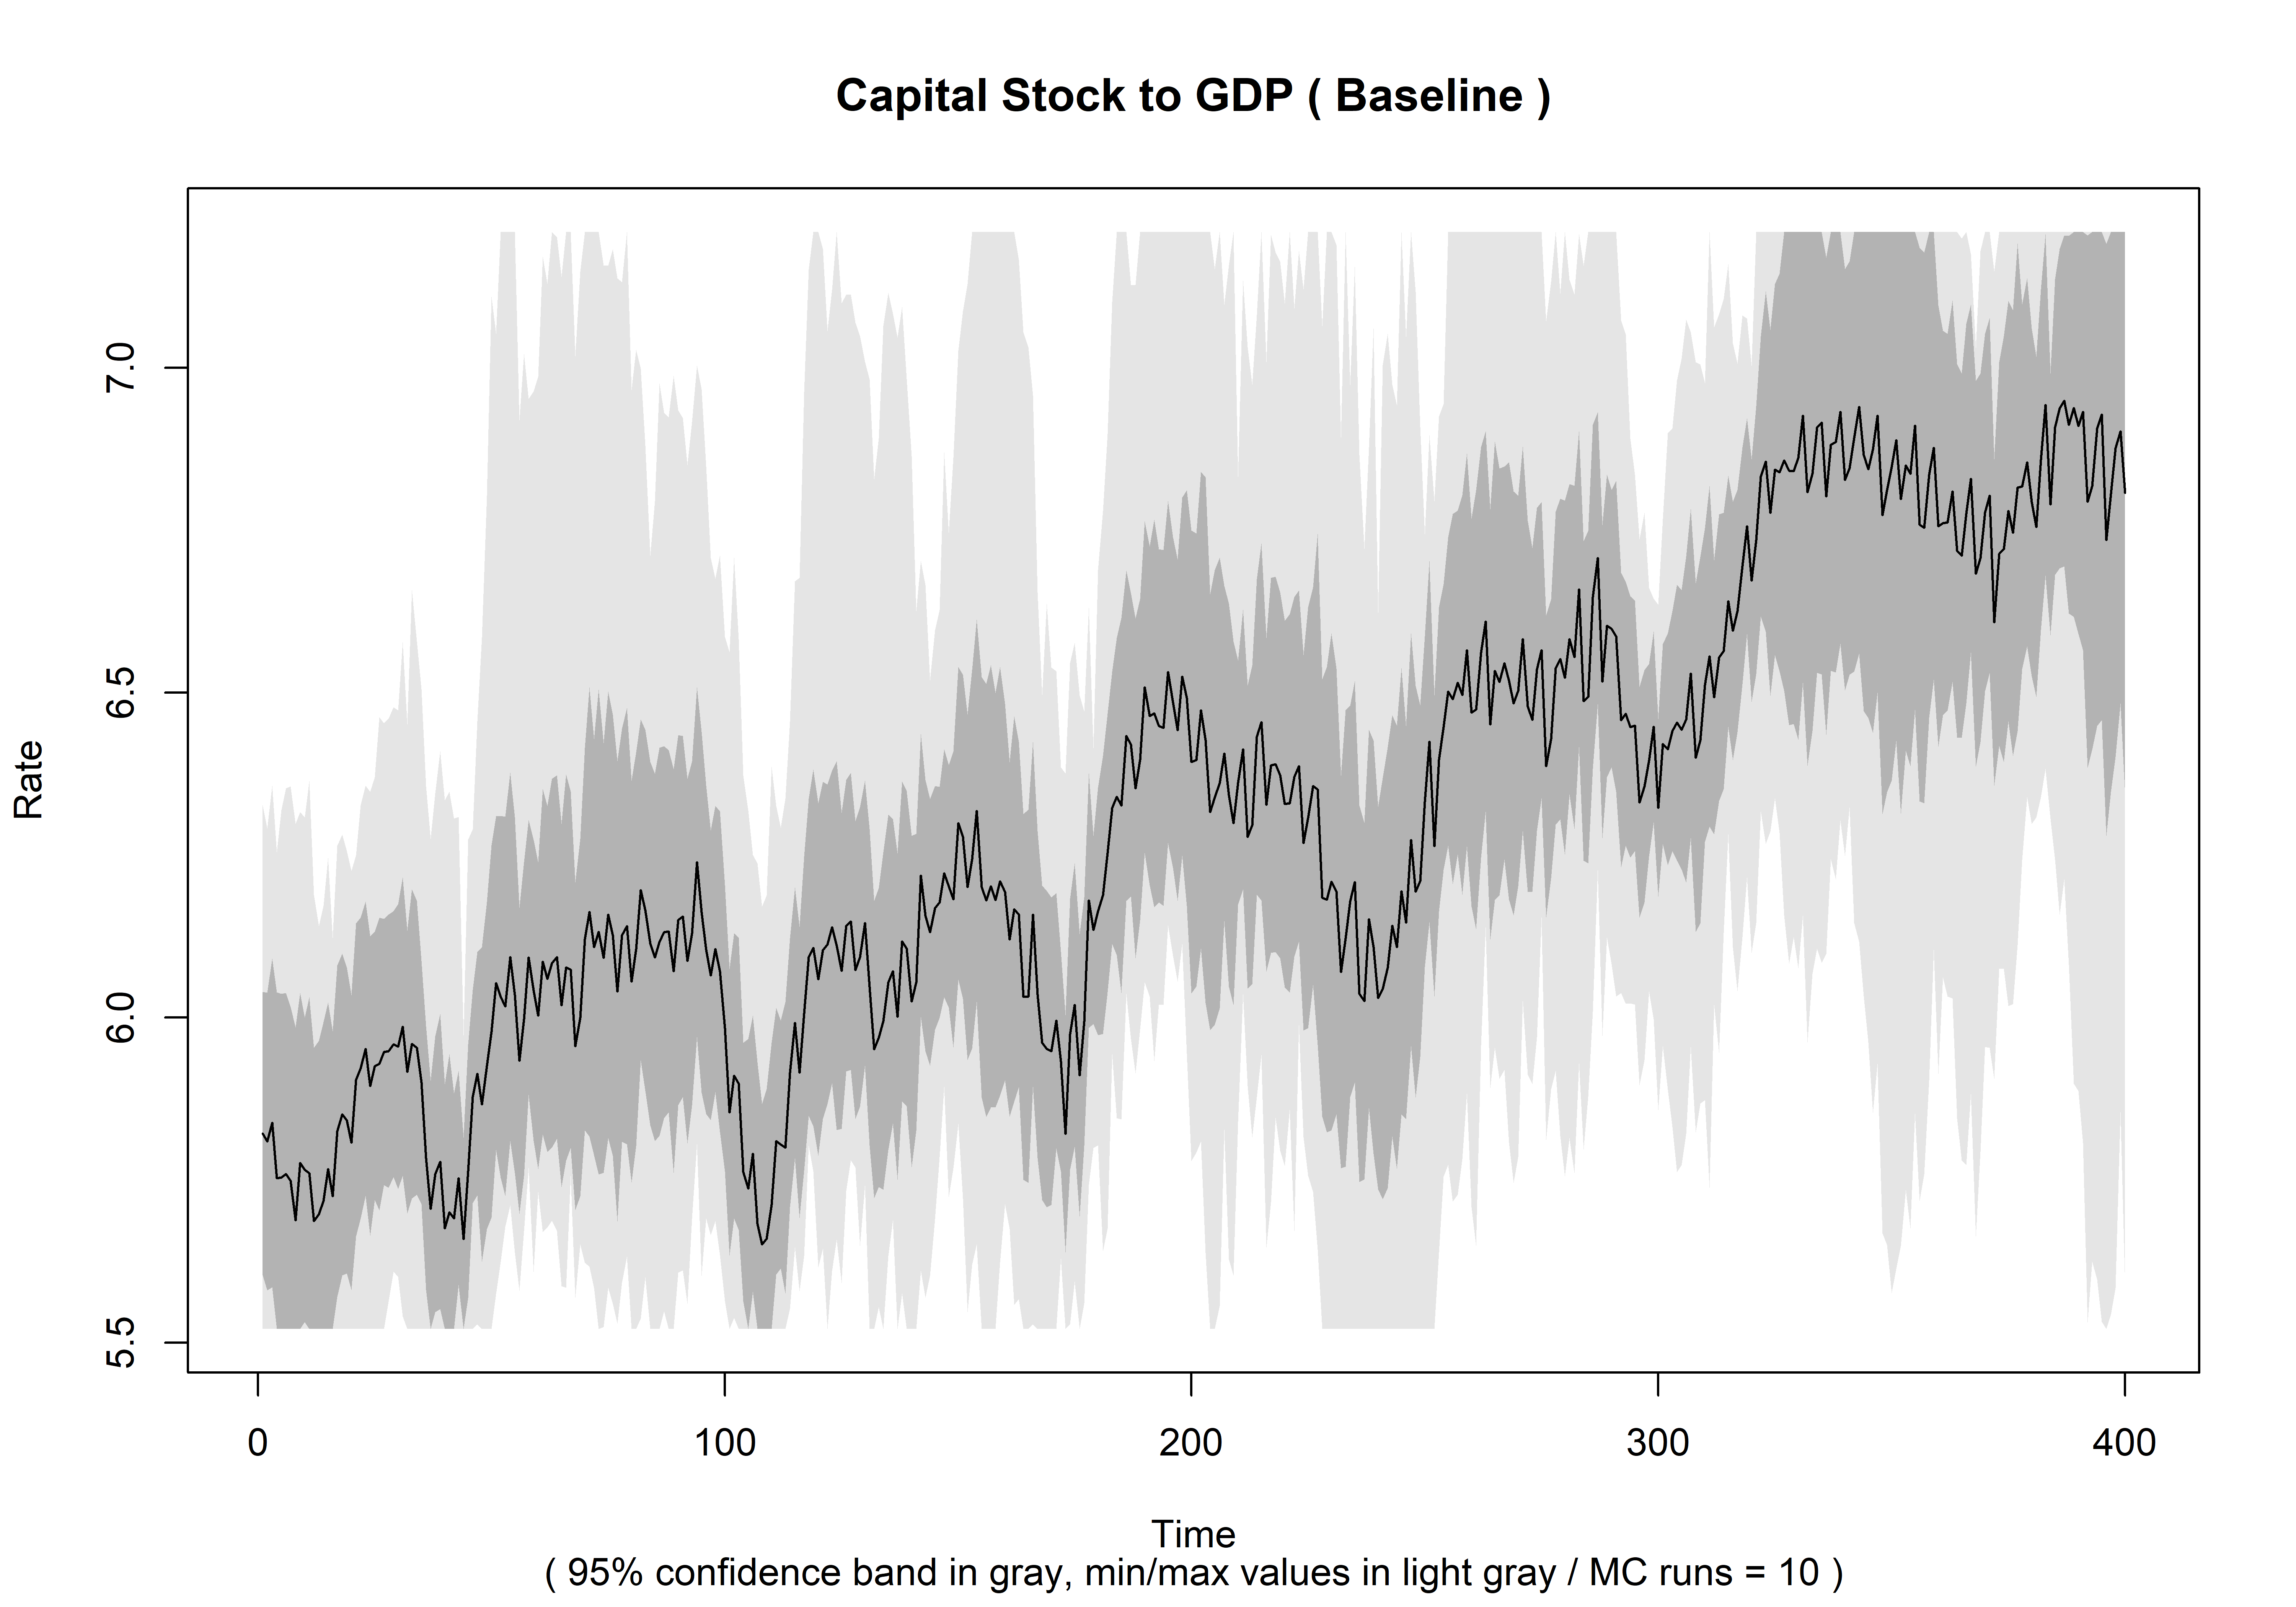 Capital Stock to GDP ( Baseline )
Rate
7.0
6.5
6.0
5.5
0 100 200 300 400
Time
( 95% confidence band in gray, min/max values in light gray / MC runs = 10 )